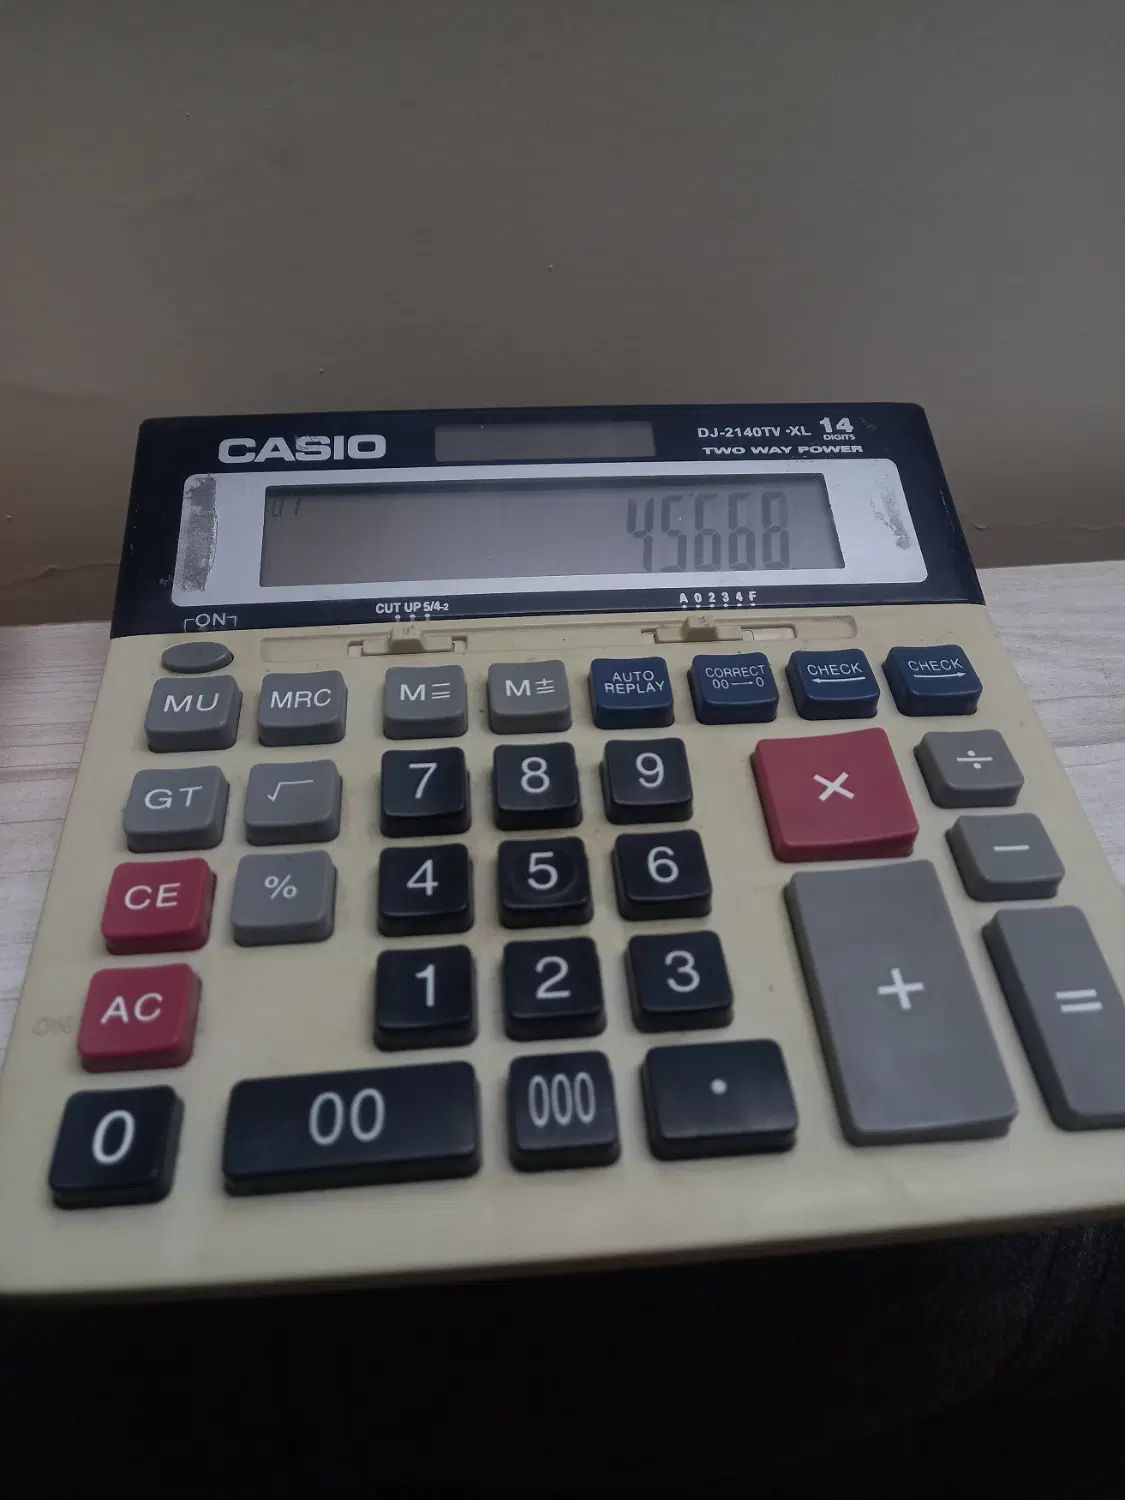 CASIO
DJ-2140TV-XL 14 DIGITS
TWO WAY POWER
01 45668
CUT UP 5/4-2
A 0 2 3 4 F
ON
MU MRC M= M± AUTO REPLAY CORRECT 00→0 CHECK ← CHECK →
GT √ 7 8 9 × ÷
CE % 4 5 6 −
AC 1 2 3 + =
0 00 000 •